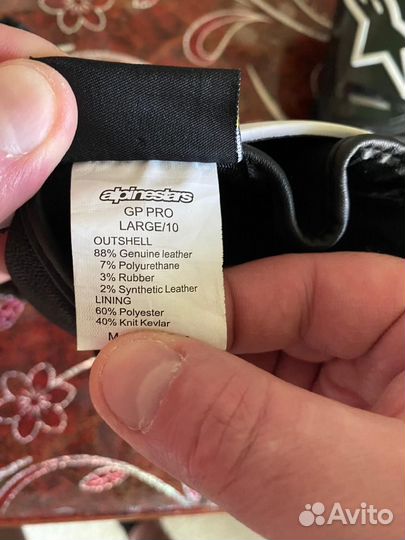 alpinestars
GP PRO
LARGE/10
OUTSHELL
88% Genuine leather
7% Polyurethane
3% Rubber
2% Synthetic Leather
LINING
60% Polyester
40% Knit Kevlar
Avito